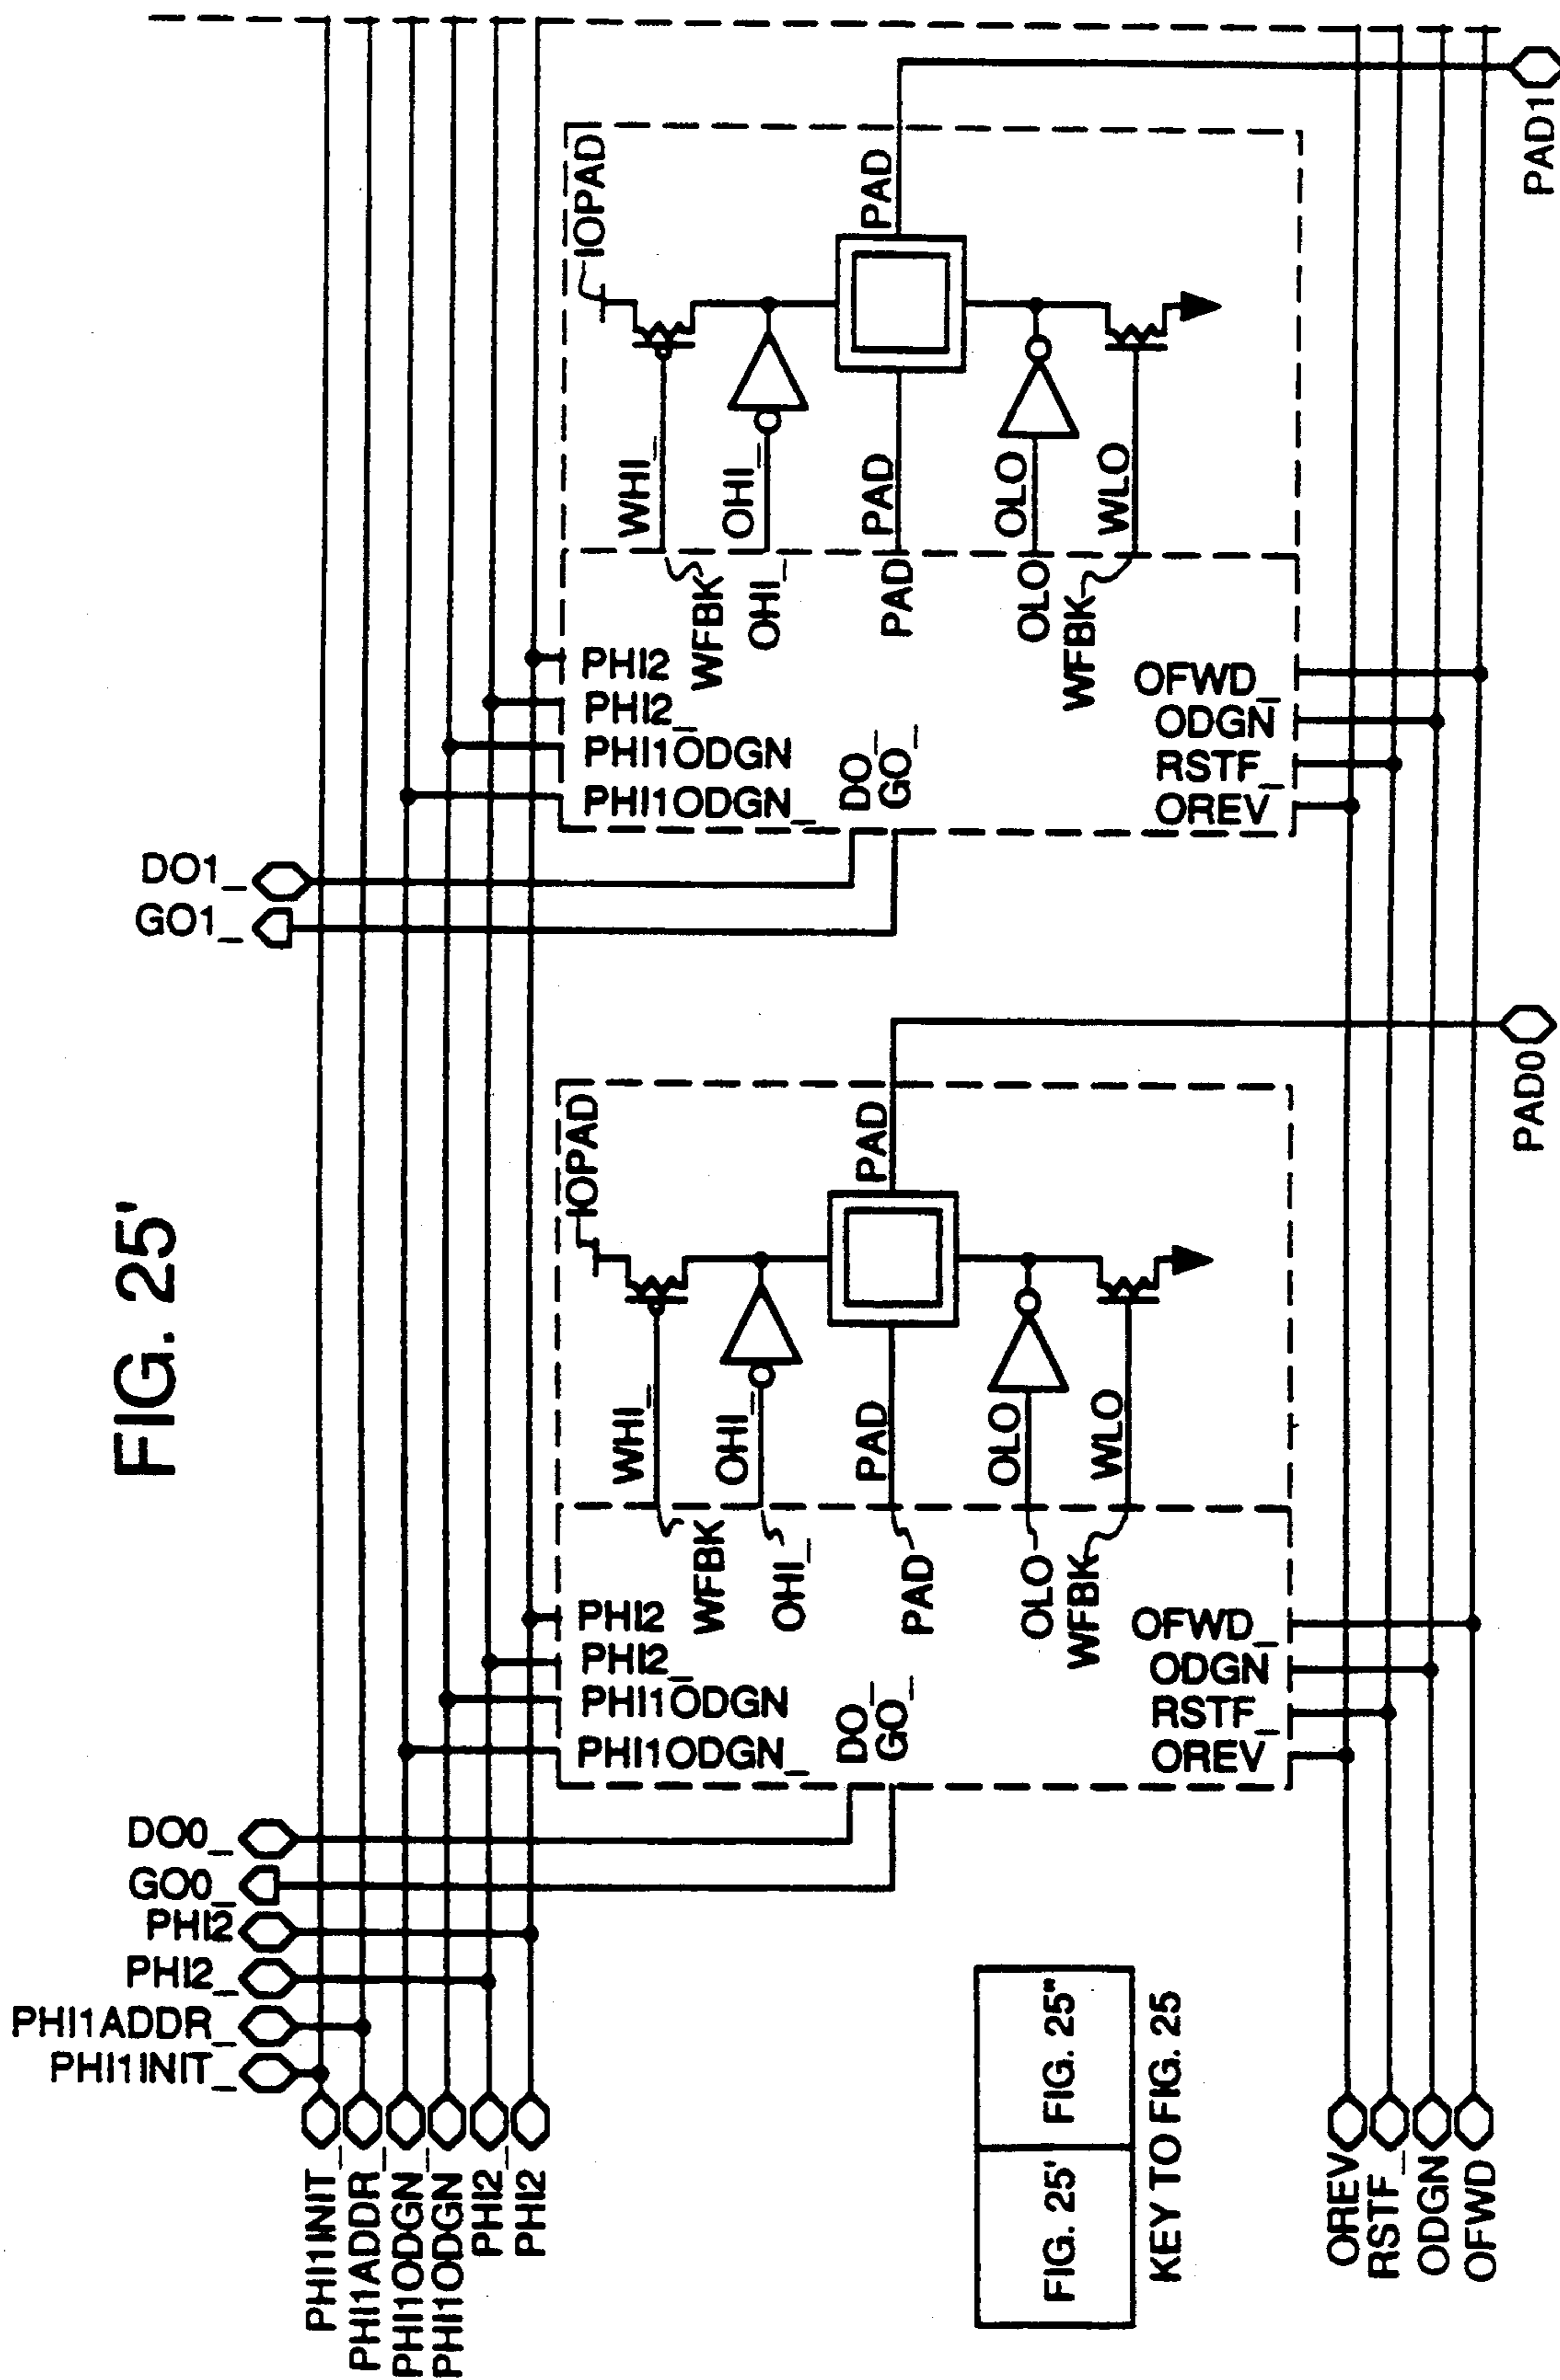 FIG. 25'
PHI1INIT_
PHI1ADDR_
PHI2_
PHI2
GO0_
DO0_
GO1_
DO1_
PHI1INIT_
PHI1ADDR_
PHI1ODGN_
PHI1ODGN
PHI2_
PHI2
PHI1ODGN_
PHI1ODGN
PHI2_
PHI2
DO_
GO_
OREV
RSTF_
ODGN
OFWD_
WFBK
OHI_
PAD
OLO
WFBK
WHI_
OHI_
PAD
OLO
WLO
IOPAD
PAD
PHI1ODGN_
PHI1ODGN
PHI2_
PHI2
DO_
GO_
OREV
RSTF_
ODGN
OFWD_
WFBK
OHI_
PAD
OLO
WFBK
WHI_
OHI_
PAD
OLO
WLO
IOPAD
PAD
FIG. 25' FIG. 25"
KEY TO FIG. 25
OREV
RSTF_
ODGN
OFWD
PAD0
PAD1